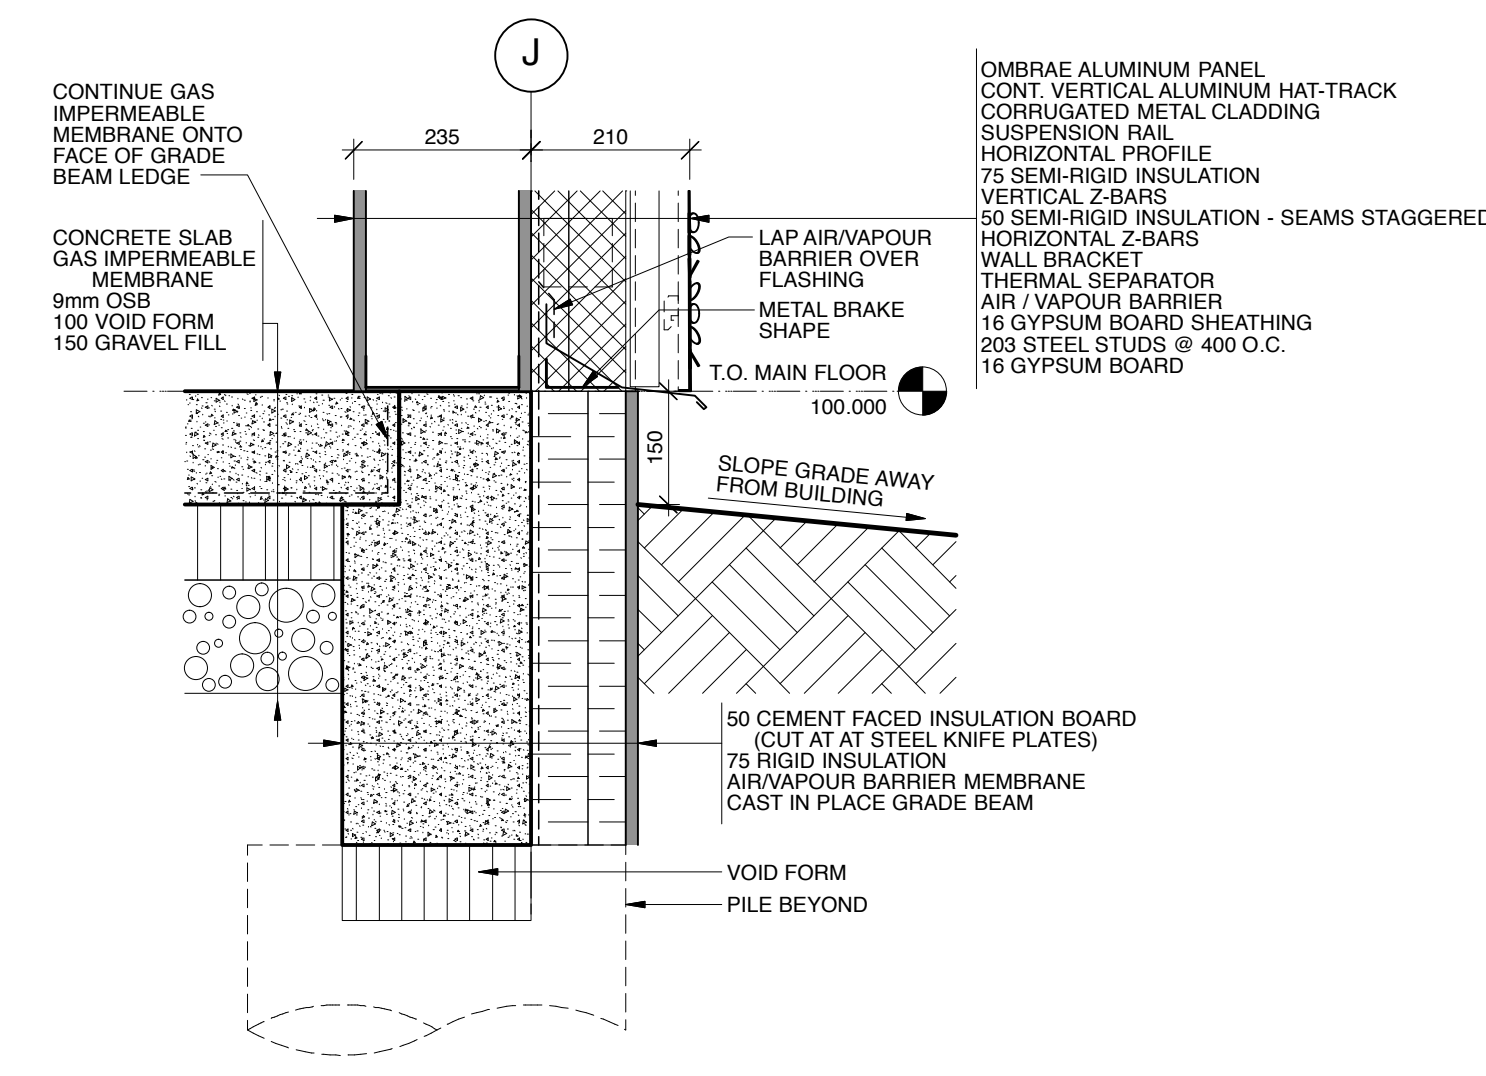 J
CONTINUE GAS
IMPERMEABLE
MEMBRANE ONTO
FACE OF GRADE
BEAM LEDGE
CONCRETE SLAB
GAS IMPERMEABLE
MEMBRANE
9mm OSB
100 VOID FORM
150 GRAVEL FILL
235
210
OMBRAE ALUMINUM PANEL
CONT. VERTICAL ALUMINUM HAT-TRACK
CORRUGATED METAL CLADDING
SUSPENSION RAIL
HORIZONTAL PROFILE
75 SEMI-RIGID INSULATION
VERTICAL Z-BARS
50 SEMI-RIGID INSULATION - SEAMS STAGGERED
HORIZONTAL Z-BARS
WALL BRACKET
THERMAL SEPARATOR
AIR / VAPOUR BARRIER
16 GYPSUM BOARD SHEATHING
203 STEEL STUDS @ 400 O.C.
16 GYPSUM BOARD
LAP AIR/VAPOUR
BARRIER OVER
FLASHING
METAL BRAKE
SHAPE
T.O. MAIN FLOOR
100.000
150
SLOPE GRADE AWAY
FROM BUILDING
50 CEMENT FACED INSULATION BOARD
(CUT AT AT STEEL KNIFE PLATES)
75 RIGID INSULATION
AIR/VAPOUR BARRIER MEMBRANE
CAST IN PLACE GRADE BEAM
VOID FORM
PILE BEYOND